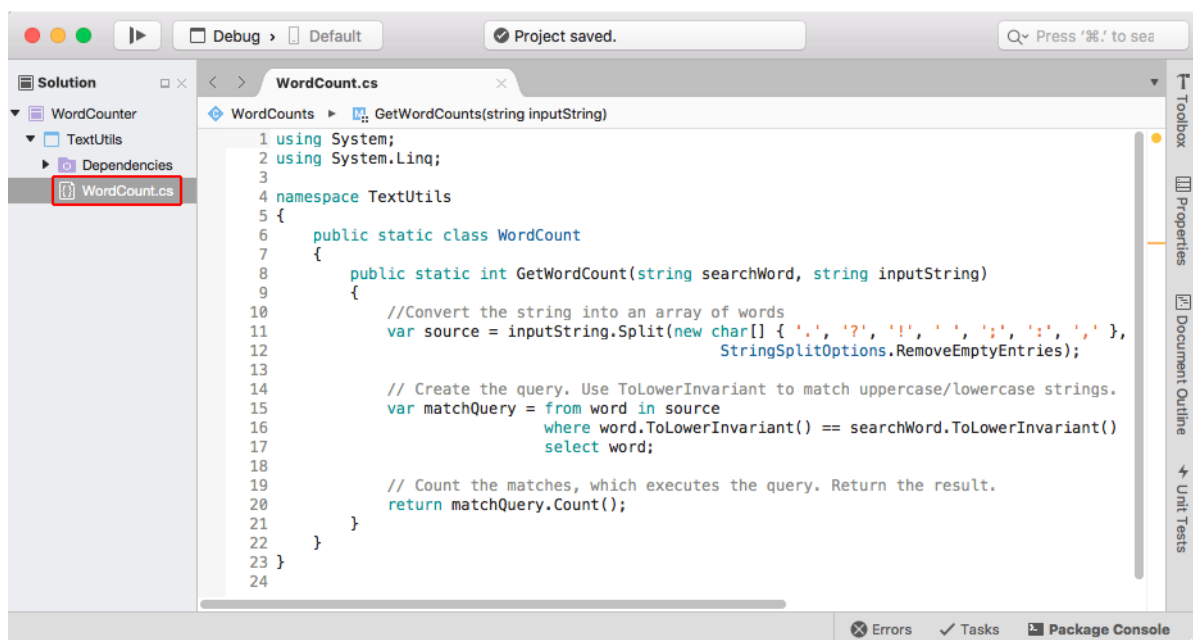 Debug › Default
Project saved.
Press '⌘.' to sea
Solution
WordCounter
TextUtils
Dependencies
WordCount.cs
WordCount.cs
WordCounts ▶ GetWordCounts(string inputString)
1 using System;
2 using System.Linq;
3
4 namespace TextUtils
5 {
6     public static class WordCount
7     {
8         public static int GetWordCount(string searchWord, string inputString)
9         {
10             //Convert the string into an array of words
11             var source = inputString.Split(new char[] { '.', '?', '!', ' ', ';', ':', ',' },
12                                                 StringSplitOptions.RemoveEmptyEntries);
13
14             // Create the query. Use ToLowerInvariant to match uppercase/lowercase strings.
15             var matchQuery = from word in source
16                              where word.ToLowerInvariant() == searchWord.ToLowerInvariant()
17                              select word;
18
19             // Count the matches, which executes the query. Return the result.
20             return matchQuery.Count();
21         }
22     }
23 }
24
Toolbox
Properties
Document Outline
Unit Tests
Errors
Tasks
Package Console